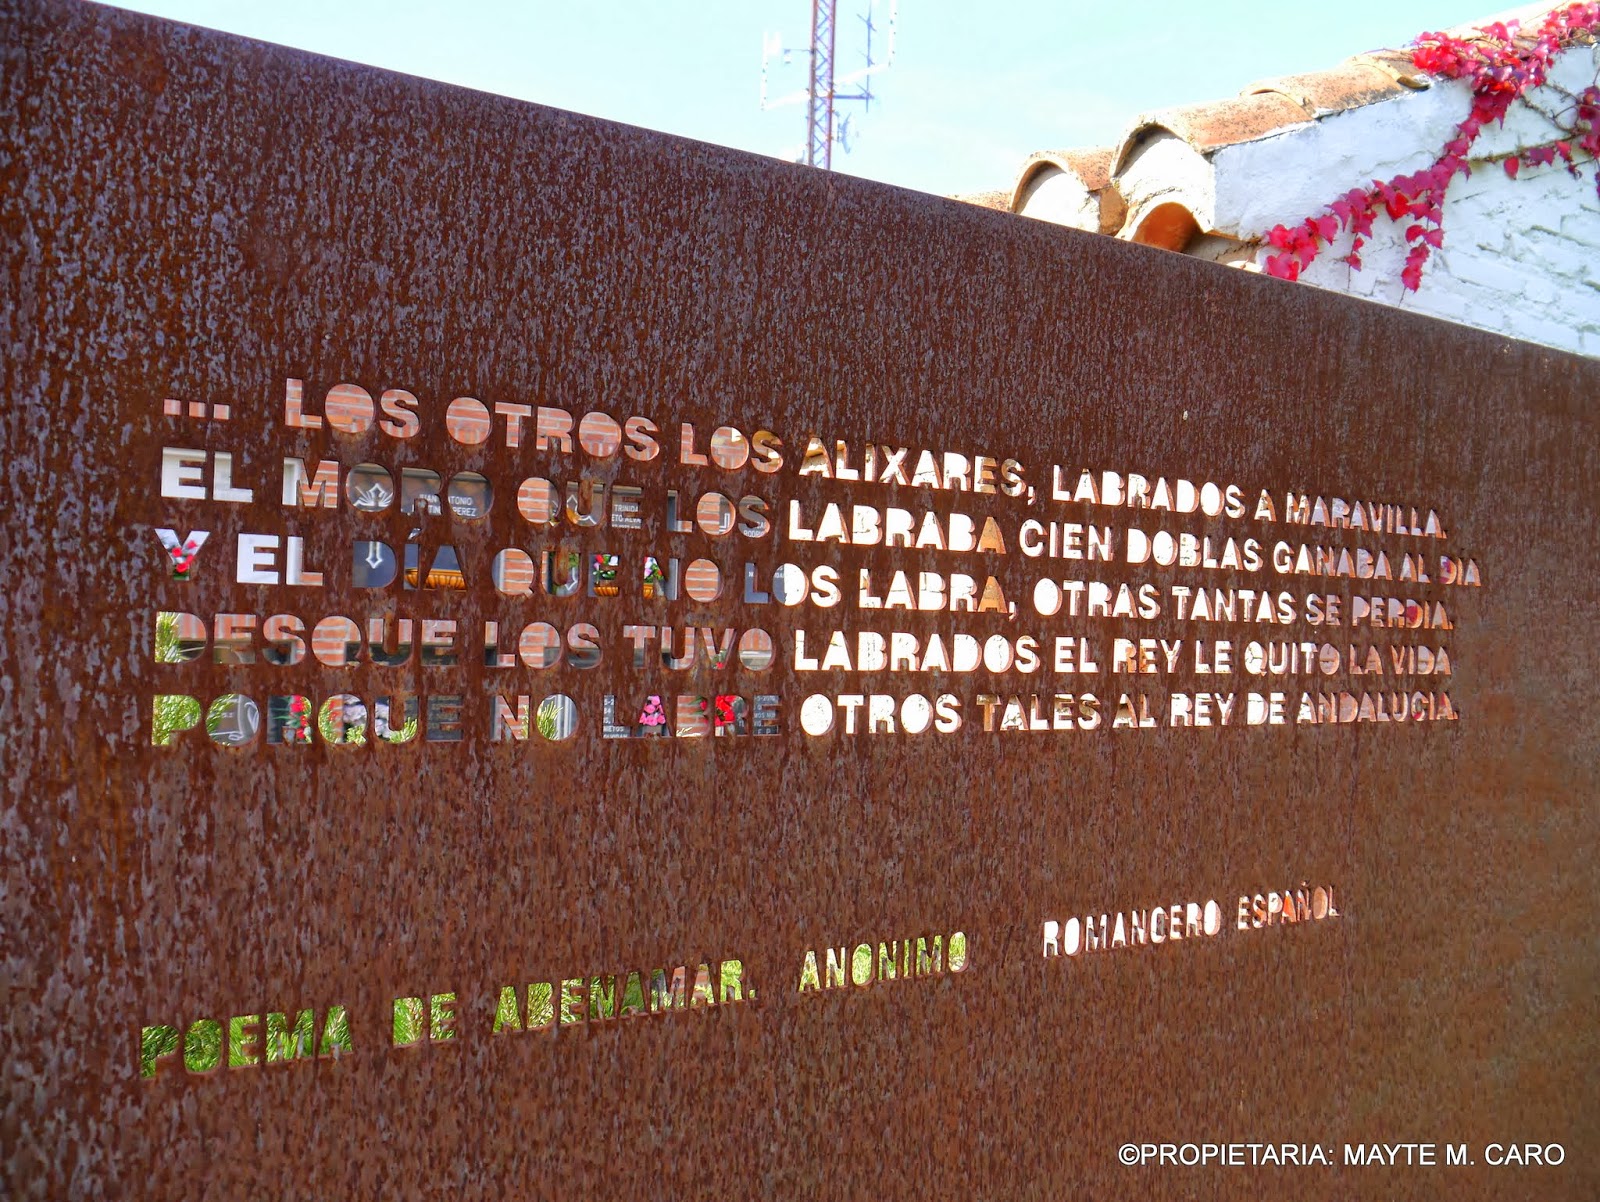 ... LOS OTROS LOS ALIXARES, LABRADOS A MARAVILLA.
EL MORO QUE LOS LABRABA CIEN DOBLAS GANABA AL DÍA
Y EL DÍA QUE NO LOS LABRA, OTRAS TANTAS SE PERDIA.
DESQUE LOS TUVO LABRADOS EL REY LE QUITO LA VIDA
PORQUE NO LABRE OTROS TALES AL REY DE ANDALUCIA.
POEMA DE ABENAMAR. ANONIMO ROMANCERO ESPAÑOL
©PROPIETARIA: MAYTE M. CARO